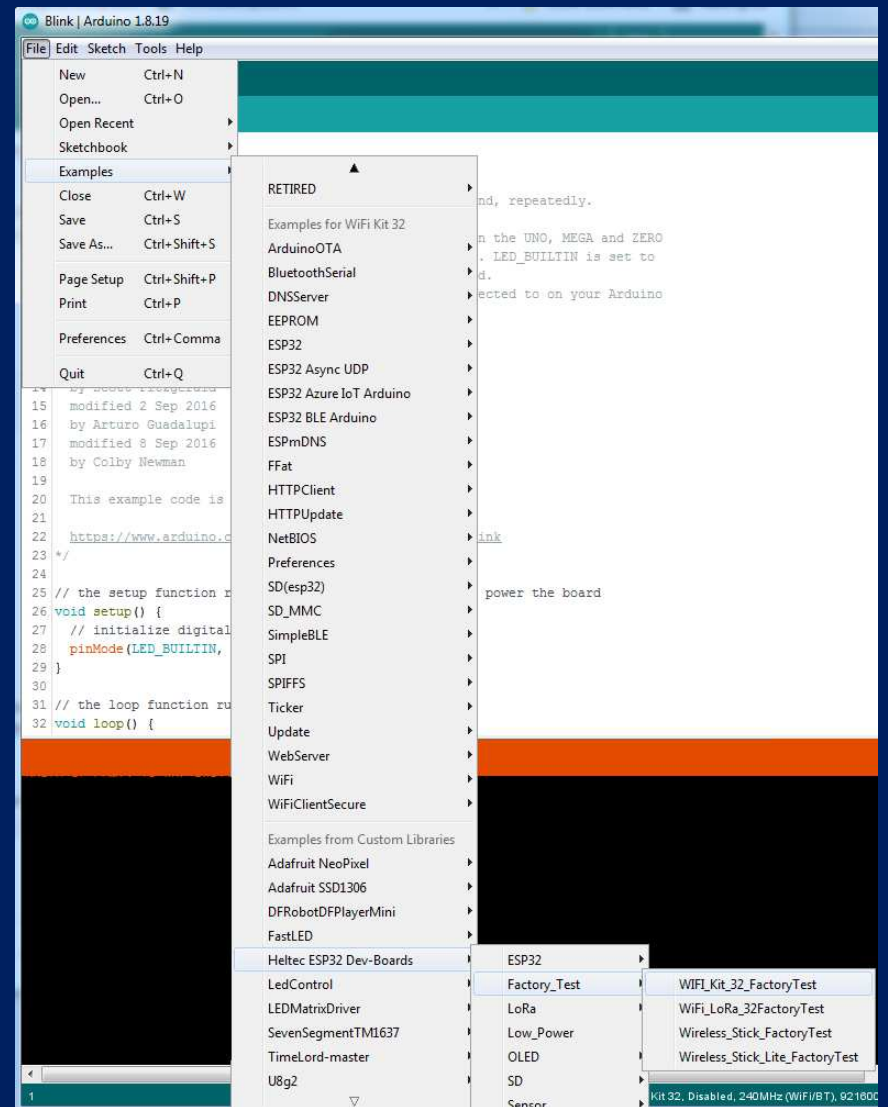 Blink | Arduino 1.8.19
File Edit Sketch Tools Help
New Ctrl+N
Open... Ctrl+O
Open Recent
Sketchbook
Examples
Close Ctrl+W
Save Ctrl+S
Save As... Ctrl+Shift+S
Page Setup Ctrl+Shift+P
Print Ctrl+P
Preferences Ctrl+Comma
Quit Ctrl+Q
RETIRED
Examples for WiFi Kit 32
ArduinoOTA
BluetoothSerial
DNSServer
EEPROM
ESP32
ESP32 Async UDP
ESP32 Azure IoT Arduino
ESP32 BLE Arduino
ESPmDNS
FFat
HTTPClient
HTTPUpdate
NetBIOS
Preferences
SD(esp32)
SD_MMC
SimpleBLE
SPI
SPIFFS
Ticker
Update
WebServer
WiFi
WiFiClientSecure
Examples from Custom Libraries
Adafruit NeoPixel
Adafruit SSD1306
DFRobotDFPlayerMini
FastLED
Heltec ESP32 Dev-Boards
LedControl
LEDMatrixDriver
SevenSegmentTM1637
TimeLord-master
U8g2
ESP32
Factory_Test
LoRa
Low_Power
OLED
SD
Sensor
WIFI_Kit_32_FactoryTest
WiFi_LoRa_32FactoryTest
Wireless_Stick_FactoryTest
Wireless_Stick_Lite_FactoryTest
nd, repeatedly.
n the UNO, MEGA and ZERO
. LED_BUILTIN is set to
d.
ected to on your Arduino
15 modified 2 Sep 2016
16 by Arturo Guadalupi
17 modified 8 Sep 2016
18 by Colby Newman
19
20 This example code is
21
22 https://www.arduino.c ink
23 */
24
25 // the setup function r power the board
26 void setup() {
27 // initialize digital
28 pinMode(LED_BUILTIN,
29 }
30
31 // the loop function ru
32 void loop() {
1 Kit 32, Disabled, 240MHz (WiFi/BT), 921600